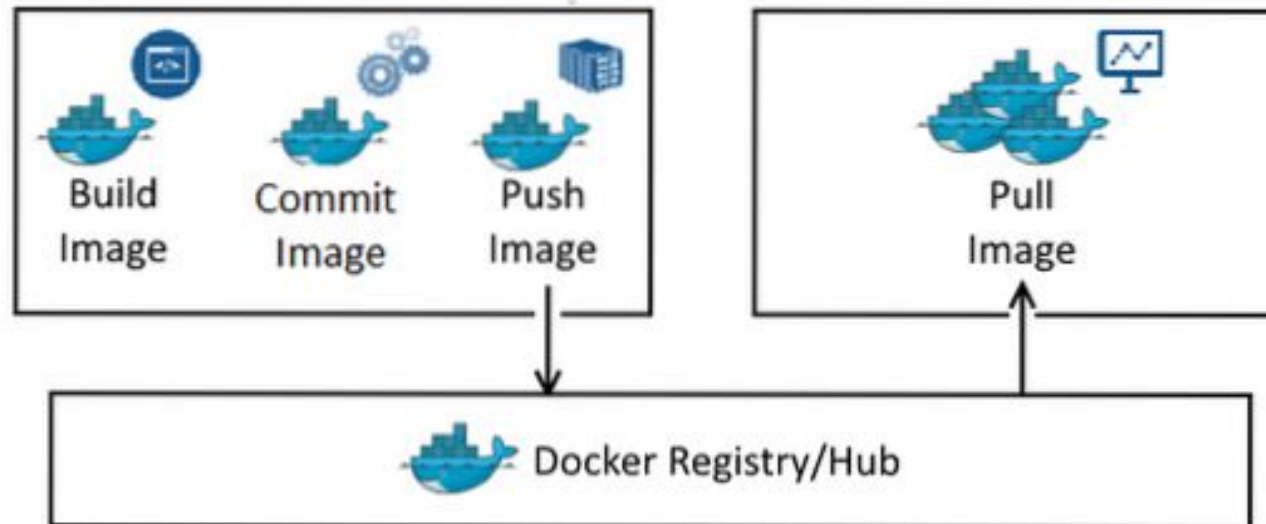 Build
Image
Commit
Image
Push
Image
Pull
Image
Docker Registry/Hub